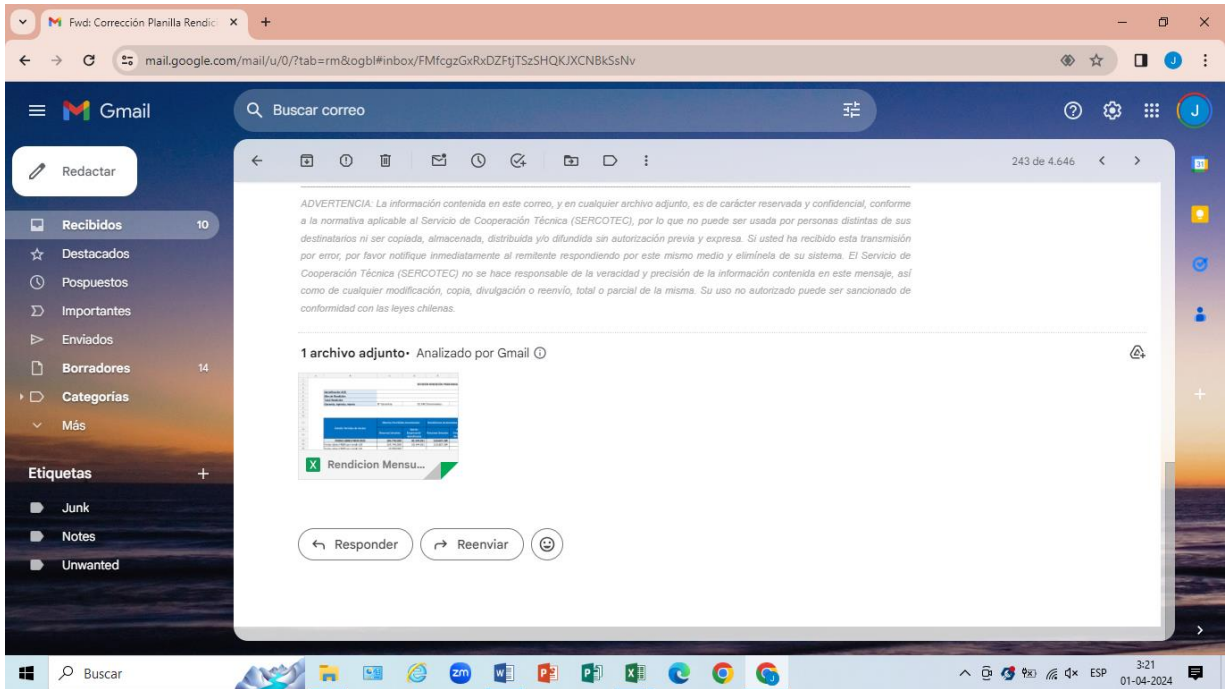 Fwd: Corrección Planilla Rendici
mail.google.com/mail/u/0/?tab=rm&ogbl#inbox/FMfcgzGxRxDZFtjTSzSHQKJXCNBkSsNv
J
Gmail
Buscar correo
J
Redactar
243 de 4.646
31
Recibidos 10
Destacados
Pospuestos
Importantes
Enviados
Borradores 14
Categorías
Más
Etiquetas
Junk
Notes
Unwanted
ADVERTENCIA: La información contenida en este correo, y en cualquier archivo adjunto, es de carácter reservada y confidencial, conforme
a la normativa aplicable al Servicio de Cooperación Técnica (SERCOTEC), por lo que no puede ser usada por personas distintas de sus
destinatarios ni ser copiada, almacenada, distribuida y/o difundida sin autorización previa y expresa. Si usted ha recibido esta transmisión
por error, por favor notifique inmediatamente al remitente respondiendo por este mismo medio y elimínela de su sistema. El Servicio de
Cooperación Técnica (SERCOTEC) no se hace responsable de la veracidad y precisión de la información contenida en este mensaje, así
como de cualquier modificación, copia, divulgación o reenvío, total o parcial de la misma. Su uso no autorizado puede ser sancionado de
conformidad con las leyes chilenas.
1 archivo adjunto• Analizado por Gmail
X Rendicion Mensu...
Responder
Reenviar
Buscar
zm
ESP
3:21
01-04-2024